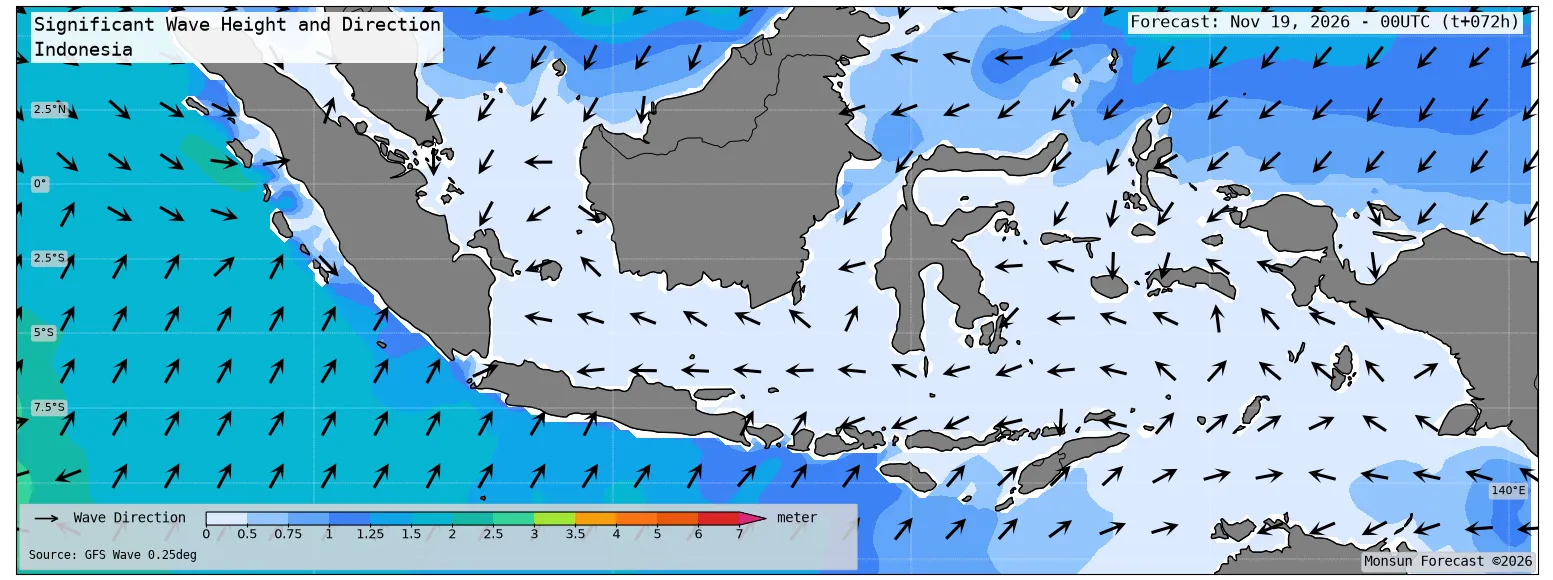 Significant Wave Height and Direction
Indonesia
Forecast: Nov 19, 2026 - 00UTC (t+072h)
2.5°N
0°
2.5°S
5°S
7.5°S
140°E
Wave Direction
0 0.5 0.75 1 1.25 1.5 2 2.5 3 3.5 4 5 6 7
meter
Source: GFS Wave 0.25deg
Monsun Forecast ©2026